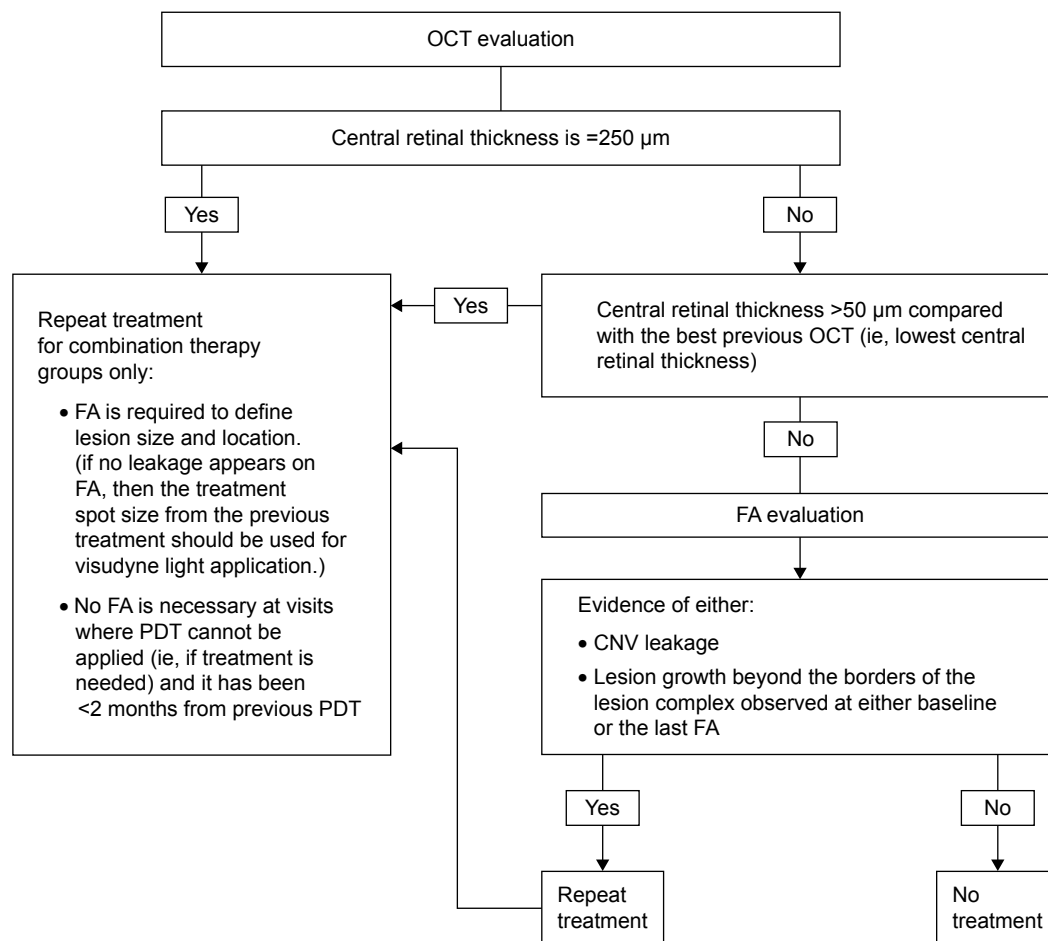 OCT evaluation
Central retinal thickness is =250 μm
Yes
No
Repeat treatment
for combination therapy
groups only:
• FA is required to define
lesion size and location.
(if no leakage appears on
FA, then the treatment
spot size from the previous
treatment should be used for
visudyne light application.)
• No FA is necessary at visits
where PDT cannot be
applied (ie, if treatment is
needed) and it has been
<2 months from previous PDT
Yes
Central retinal thickness >50 μm compared
with the best previous OCT (ie, lowest central
retinal thickness)
No
FA evaluation
Evidence of either:
• CNV leakage
• Lesion growth beyond the borders of the
lesion complex observed at either baseline
or the last FA
Yes
No
Repeat
treatment
No
treatment